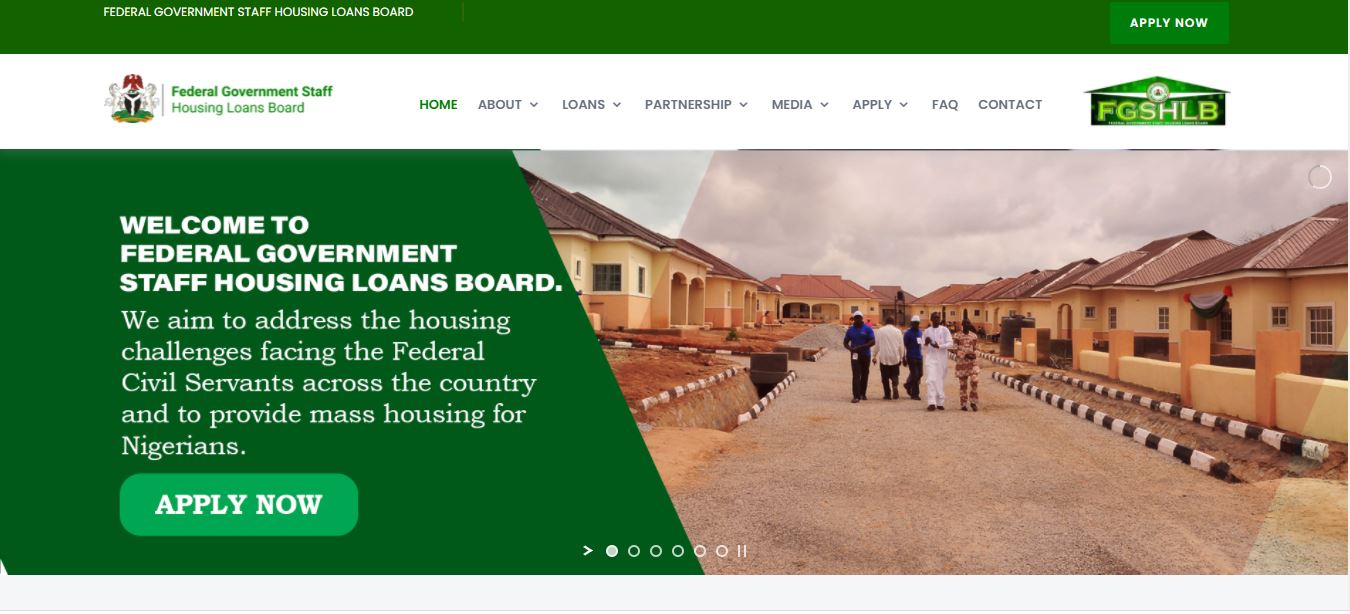 FEDERAL GOVERNMENT STAFF HOUSING LOANS BOARD
APPLY NOW
Federal Government Staff
Housing Loans Board
HOME ABOUT LOANS PARTNERSHIP MEDIA APPLY FAQ CONTACT
FGSHLB
FEDERAL GOVERNMENT STAFF HOUSING LOANS BOARD
WELCOME TO
FEDERAL GOVERNMENT
STAFF HOUSING LOANS BOARD.
We aim to address the housing
challenges facing the Federal
Civil Servants across the country
and to provide mass housing for
Nigerians.
APPLY NOW